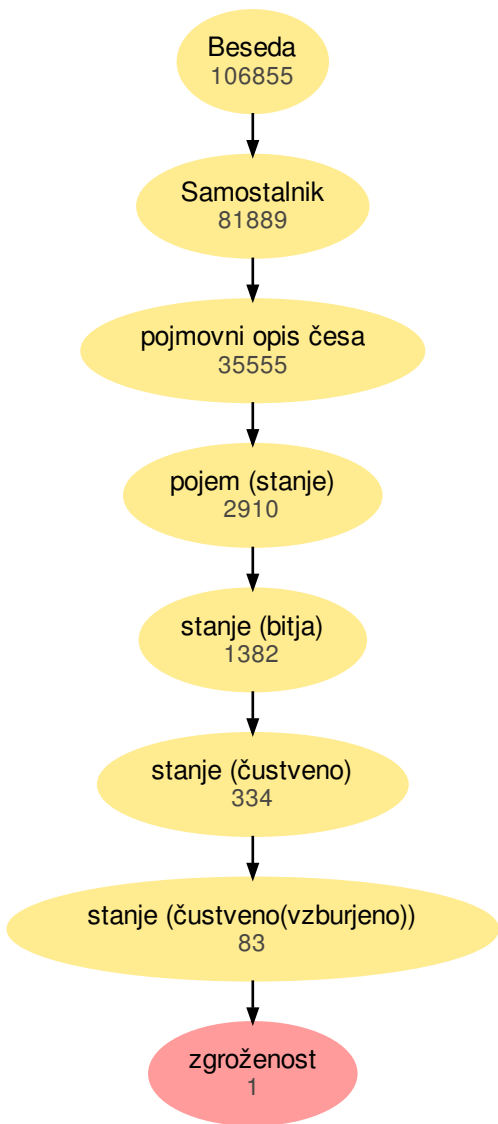 Beseda
106855
Samostalnik
81889
pojmovni opis česa
35555
pojem (stanje)
2910
stanje (bitja)
1382
stanje (čustveno)
334
stanje (čustveno(vzburjeno))
83
zgroženost
1